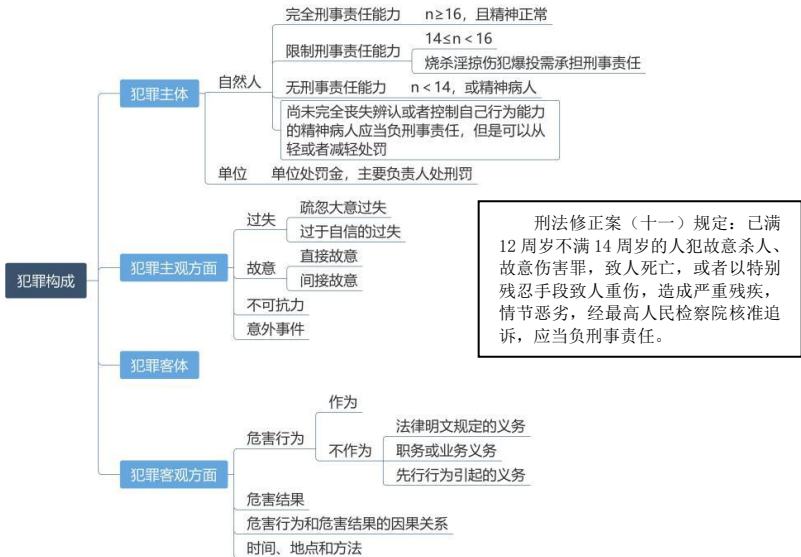 犯罪构成
犯罪主体
自然人
完全刑事责任能力 n≥16，且精神正常
限制刑事责任能力
14≤n＜16
烧杀淫掠伤犯爆投需承担刑事责任
无刑事责任能力 n＜14，或精神病人
尚未完全丧失辨认或者控制自己行为能力
的精神病人应当负刑事责任，但是可以从
轻或者减轻处罚
单位 单位处罚金，主要负责人处刑罚
犯罪主观方面
过失
疏忽大意过失
过于自信的过失
故意
直接故意
间接故意
不可抗力
意外事件
犯罪客体
犯罪客观方面
危害行为
作为
不作为
法律明文规定的义务
职务或业务义务
先行行为引起的义务
危害结果
危害行为和危害结果的因果关系
时间、地点和方法
刑法修正案（十一）规定：已满
12 周岁不满 14 周岁的人犯故意杀人、
故意伤害罪，致人死亡，或者以特别
残忍手段致人重伤，造成严重残疾，
情节恶劣，经最高人民检察院核准追
诉，应当负刑事责任。